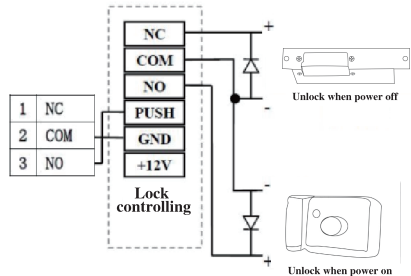 NC
COM
NO
PUSH
GND
+12V
Lock
controlling
1 NC
2 COM
3 NO
+
-
Unlock when power off
-
+
Unlock when power on